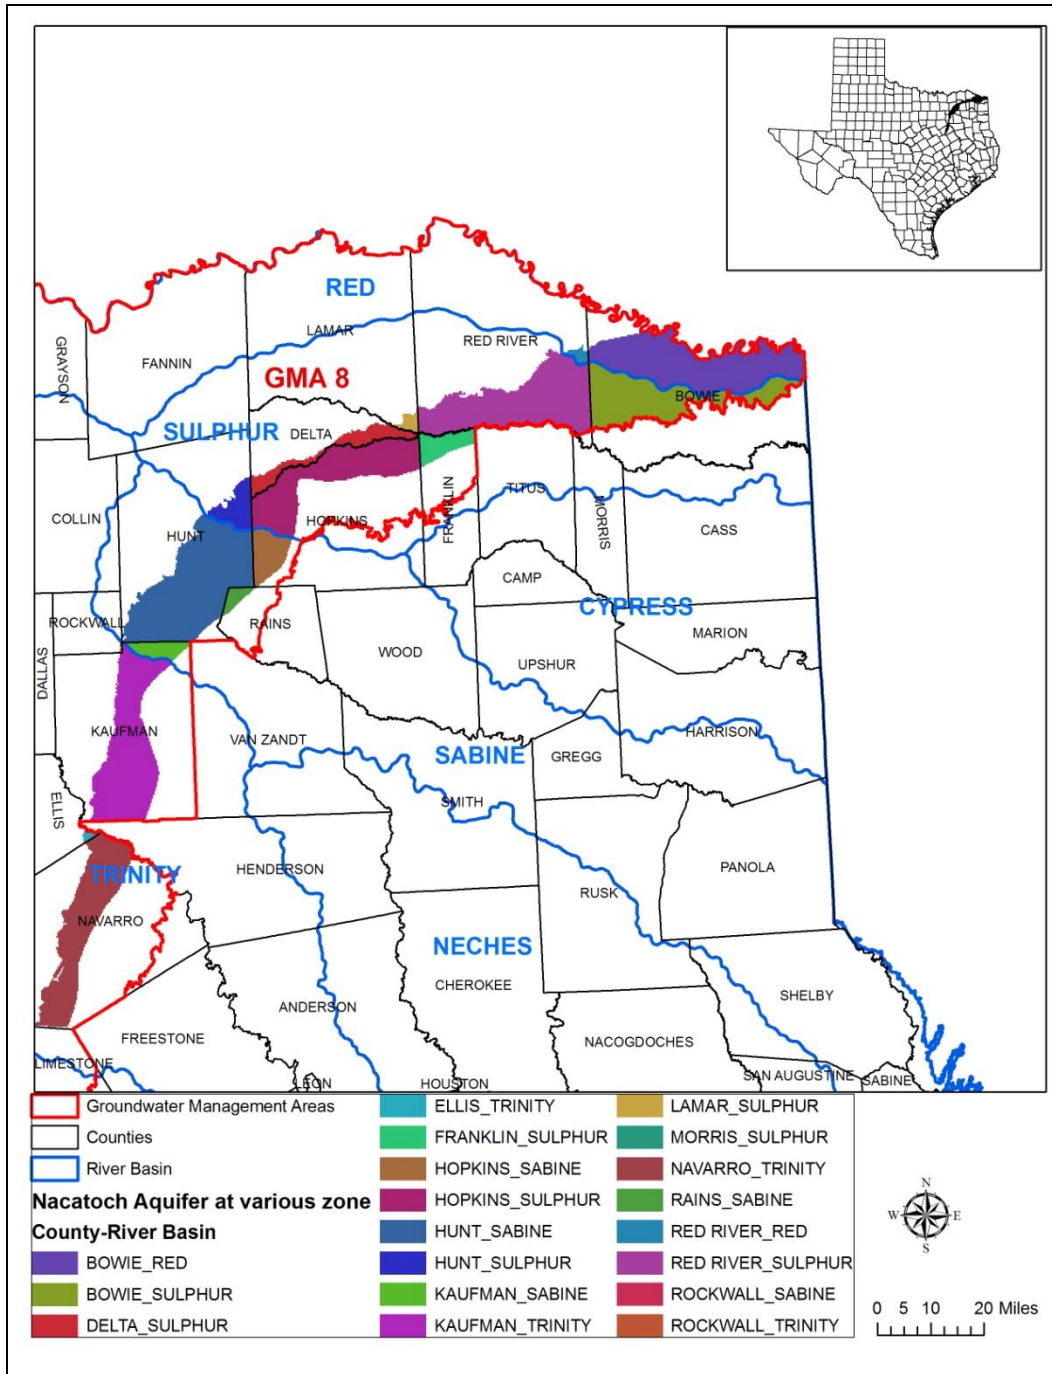 RED
LAMAR
RED RIVER
GRAYSON
FANNIN
GMA 8
BOWIE
SULPHUR
DELTA
TITUS
COLLIN
HUNT
HOPKINS
FRANKLIN
MORRIS
CASS
CAMP
CYPRESS
ROCKWALL
RAINS
MARION
DALLAS
WOOD
UPSHUR
KAUFMAN
VAN ZANDT
SABINE
GREGG
HARRISON
ELLIS
SMITH
TRINITY
HENDERSON
RUSK
PANOLA
NAVARRO
NECHES
CHEROKEE
ANDERSON
SHELBY
FREESTONE
NACOGDOCHES
LIMESTONE
LEON
HOUSTON
SAN AUGUSTINE
SABINE
Groundwater Management Areas
Counties
River Basin
Nacatoch Aquifer at various zone
County-River Basin
BOWIE_RED
BOWIE_SULPHUR
DELTA_SULPHUR
ELLIS_TRINITY
FRANKLIN_SULPHUR
HOPKINS_SABINE
HOPKINS_SULPHUR
HUNT_SABINE
HUNT_SULPHUR
KAUFMAN_SABINE
KAUFMAN_TRINITY
LAMAR_SULPHUR
MORRIS_SULPHUR
NAVARRO_TRINITY
RAINS_SABINE
RED RIVER_RED
RED RIVER_SULPHUR
ROCKWALL_SABINE
ROCKWALL_TRINITY
N
W E
S
0 5 10 20 Miles